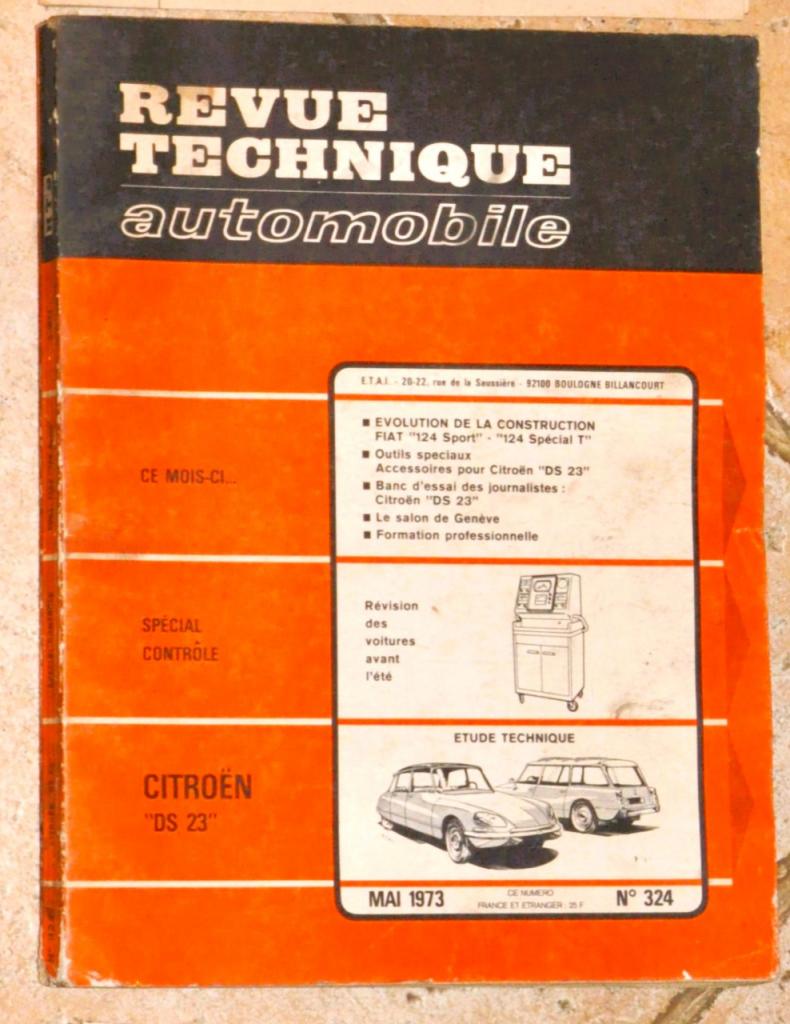 REVUE
TECHNIQUE
automobile
E.T.A.I. - 20-22, rue de la Saussière - 92100 BOULOGNE BILLANCOURT
CE MOIS-CI...
■ EVOLUTION DE LA CONSTRUCTION
FIAT "124 Sport" - "124 Spécial T"
■ Outils speciaux
Accessoires pour Citroën "DS 23"
■ Banc d'essai des journalistes :
Citroën "DS 23"
■ Le salon de Genève
■ Formation professionnelle
SPÉCIAL
CONTRÔLE
Révision
des
voitures
avant
l'été
CITROËN
"DS 23"
ETUDE TECHNIQUE
MAI 1973
CE NUMERO
FRANCE ET ETRANGER : 25 F
N° 324